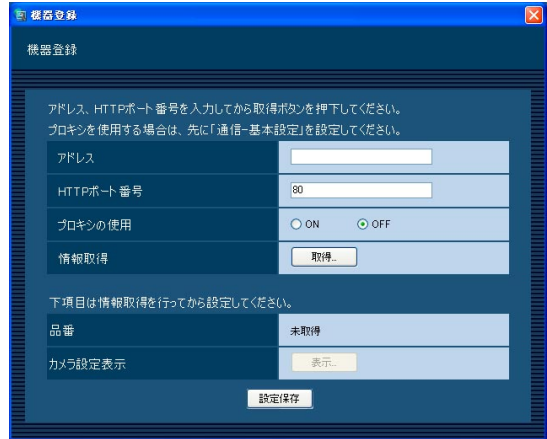 機器登録
機器登録
アドレス、HTTPポート番号を入力してから取得ボタンを押下してください。
プロキシを使用する場合は、先に「通信-基本設定」を設定してください。
アドレス
HTTPポート番号 80
プロキシの使用 ON OFF
情報取得 取得...
下項目は情報取得を行ってから設定してください。
品番 未取得
カメラ設定表示 表示...
設定保存